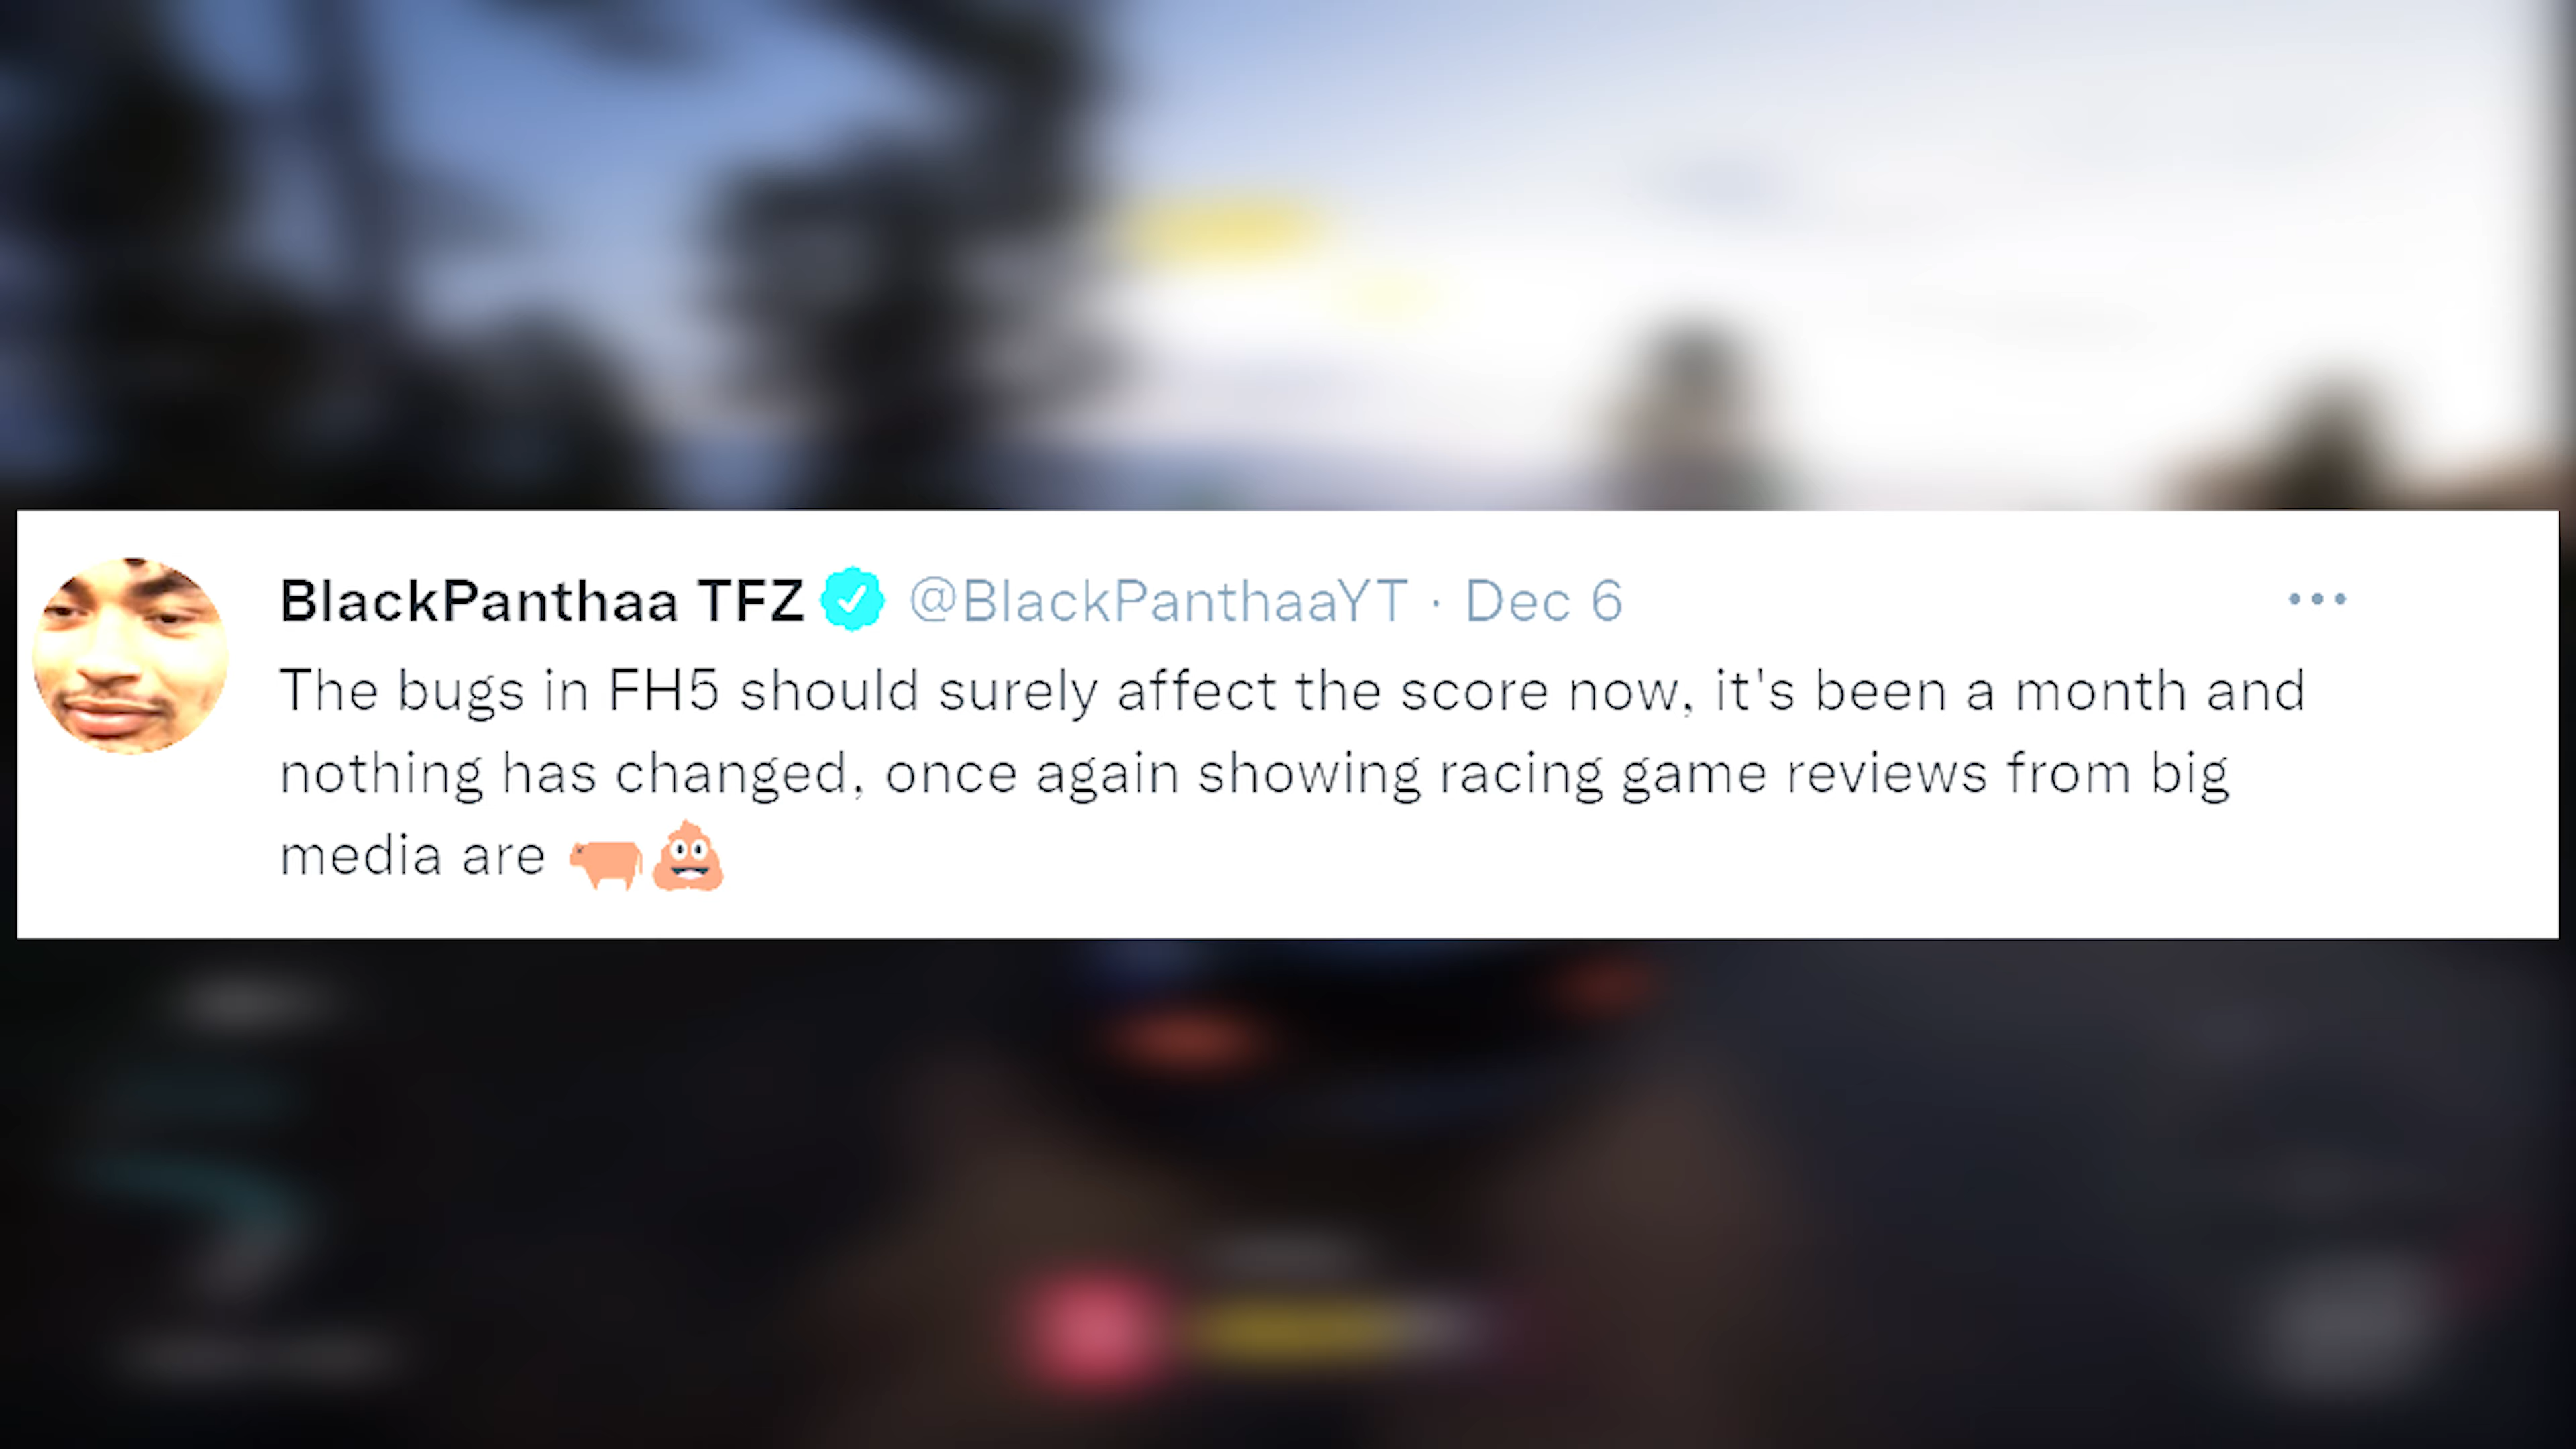 BlackPanthaa TFZ @BlackPanthaaYT · Dec 6
The bugs in FH5 should surely affect the score now, it's been a month and
nothing has changed, once again showing racing game reviews from big
media are 🐂💩